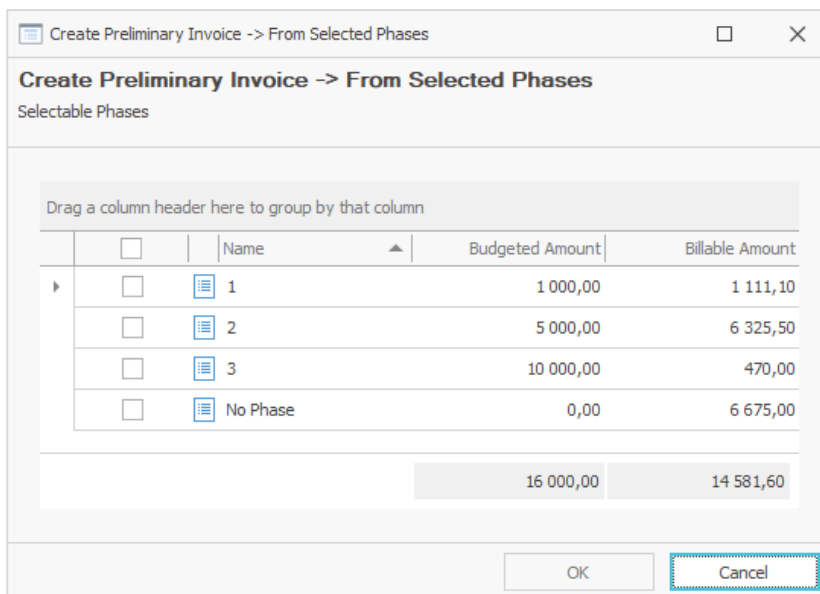 Create Preliminary Invoice -> From Selected Phases
Create Preliminary Invoice -> From Selected Phases
Selectable Phases
Drag a column header here to group by that column
Name Budgeted Amount Billable Amount
1 1 000,00 1 111,10
2 5 000,00 6 325,50
3 10 000,00 470,00
No Phase 0,00 6 675,00
16 000,00 14 581,60
OK Cancel